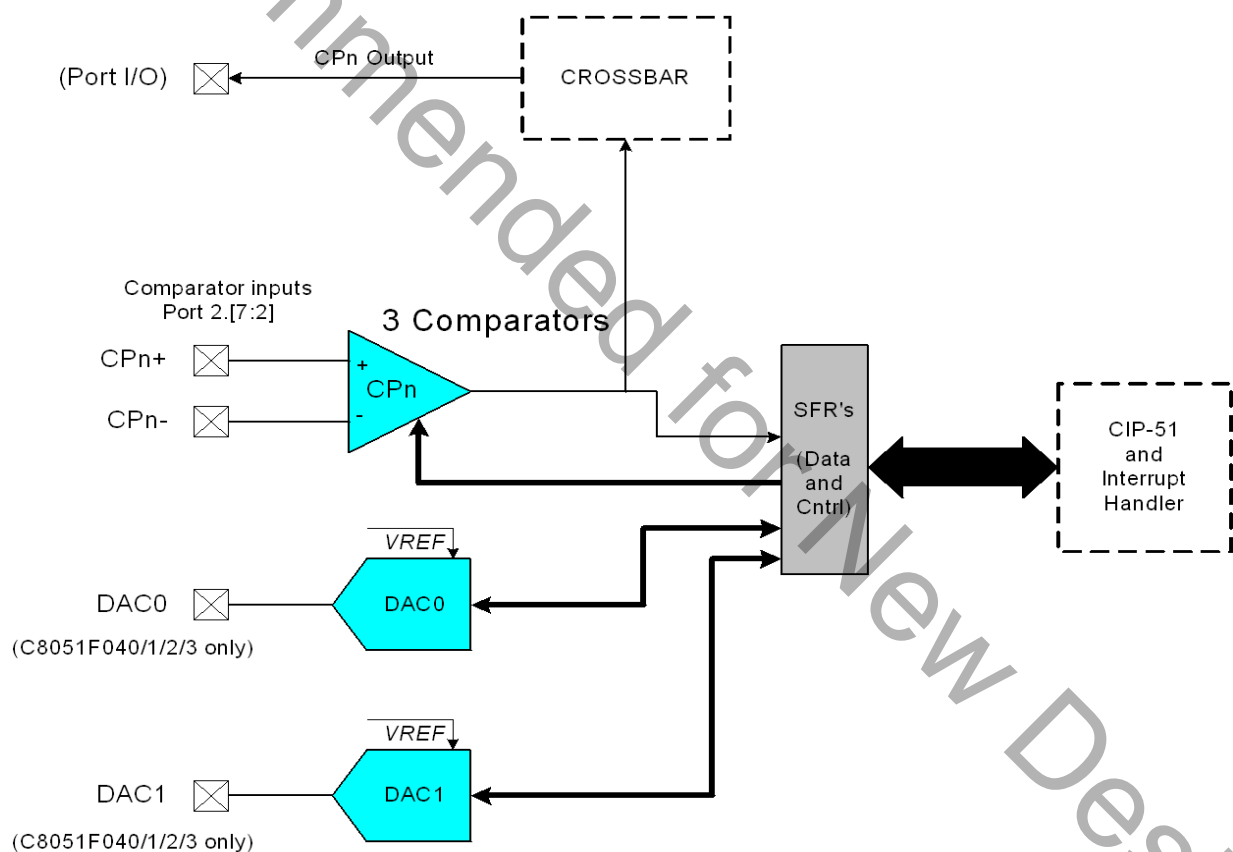 CPn Output
(Port I/O)
CROSSBAR
Comparator inputs
Port 2.[7:2]
3 Comparators
CPn+
+
CPn
CPn-
-
SFR's
(Data
and
Cntrl)
CIP-51
and
Interrupt
Handler
VREF
DAC0
DAC0
(C8051F040/1/2/3 only)
VREF
DAC1
DAC1
(C8051F040/1/2/3 only)
mmended for New Des